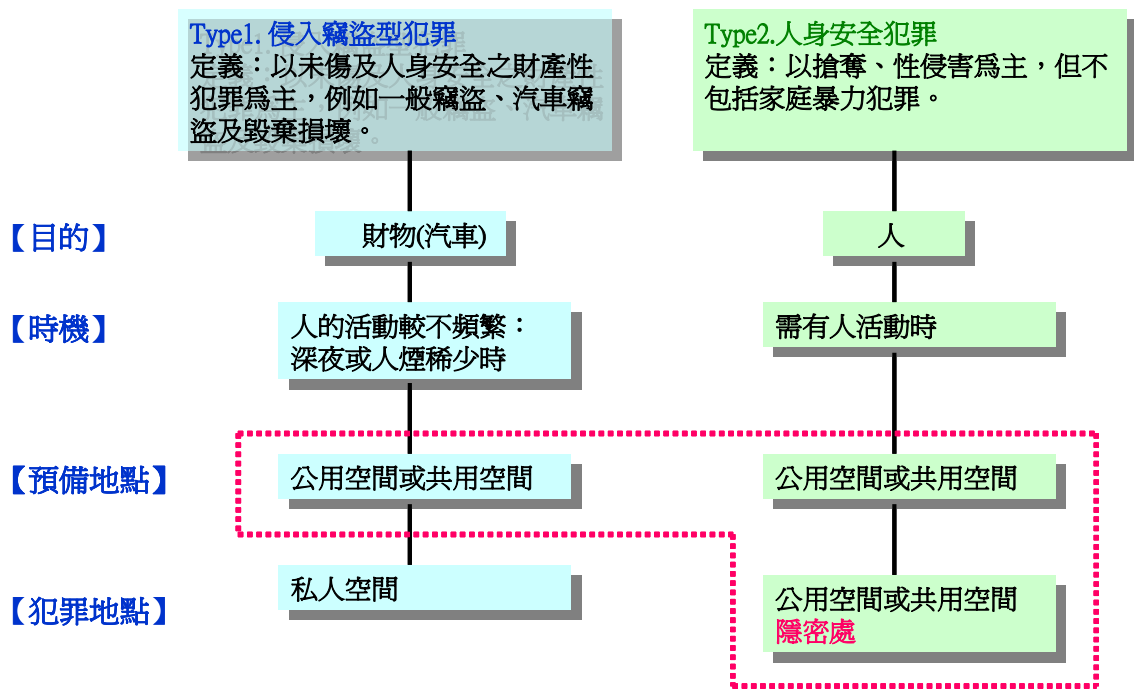 Type1. 侵入竊盜型犯罪
定義：以未傷及人身安全之財產性
犯罪為主，例如一般竊盜、汽車竊
盜及毀棄損壞。
Type2.人身安全犯罪
定義：以搶奪、性侵害為主，但不
包括家庭暴力犯罪。
【目的】
財物(汽車)
人
【時機】
人的活動較不頻繁：
深夜或人煙稀少時
需有人活動時
【預備地點】
公用空間或共用空間
公用空間或共用空間
【犯罪地點】
私人空間
公用空間或共用空間
隱密處